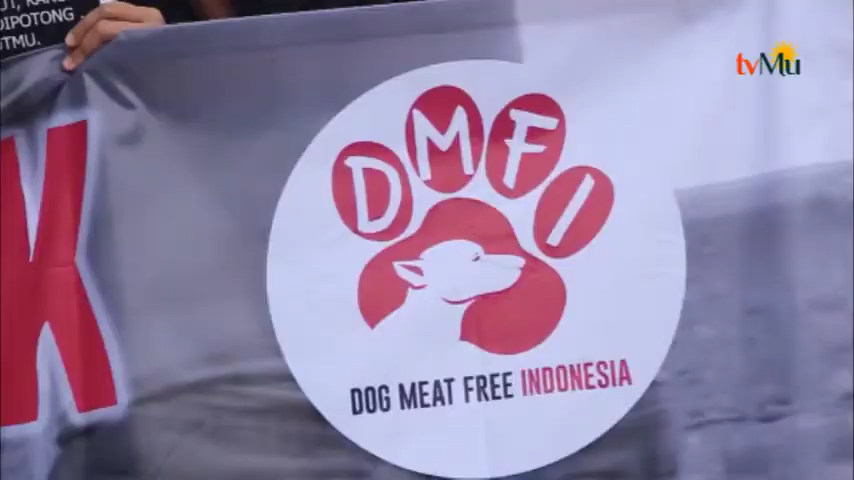 DIPOTONG
tvMu
DMFI
DOG MEAT FREE INDONESIA